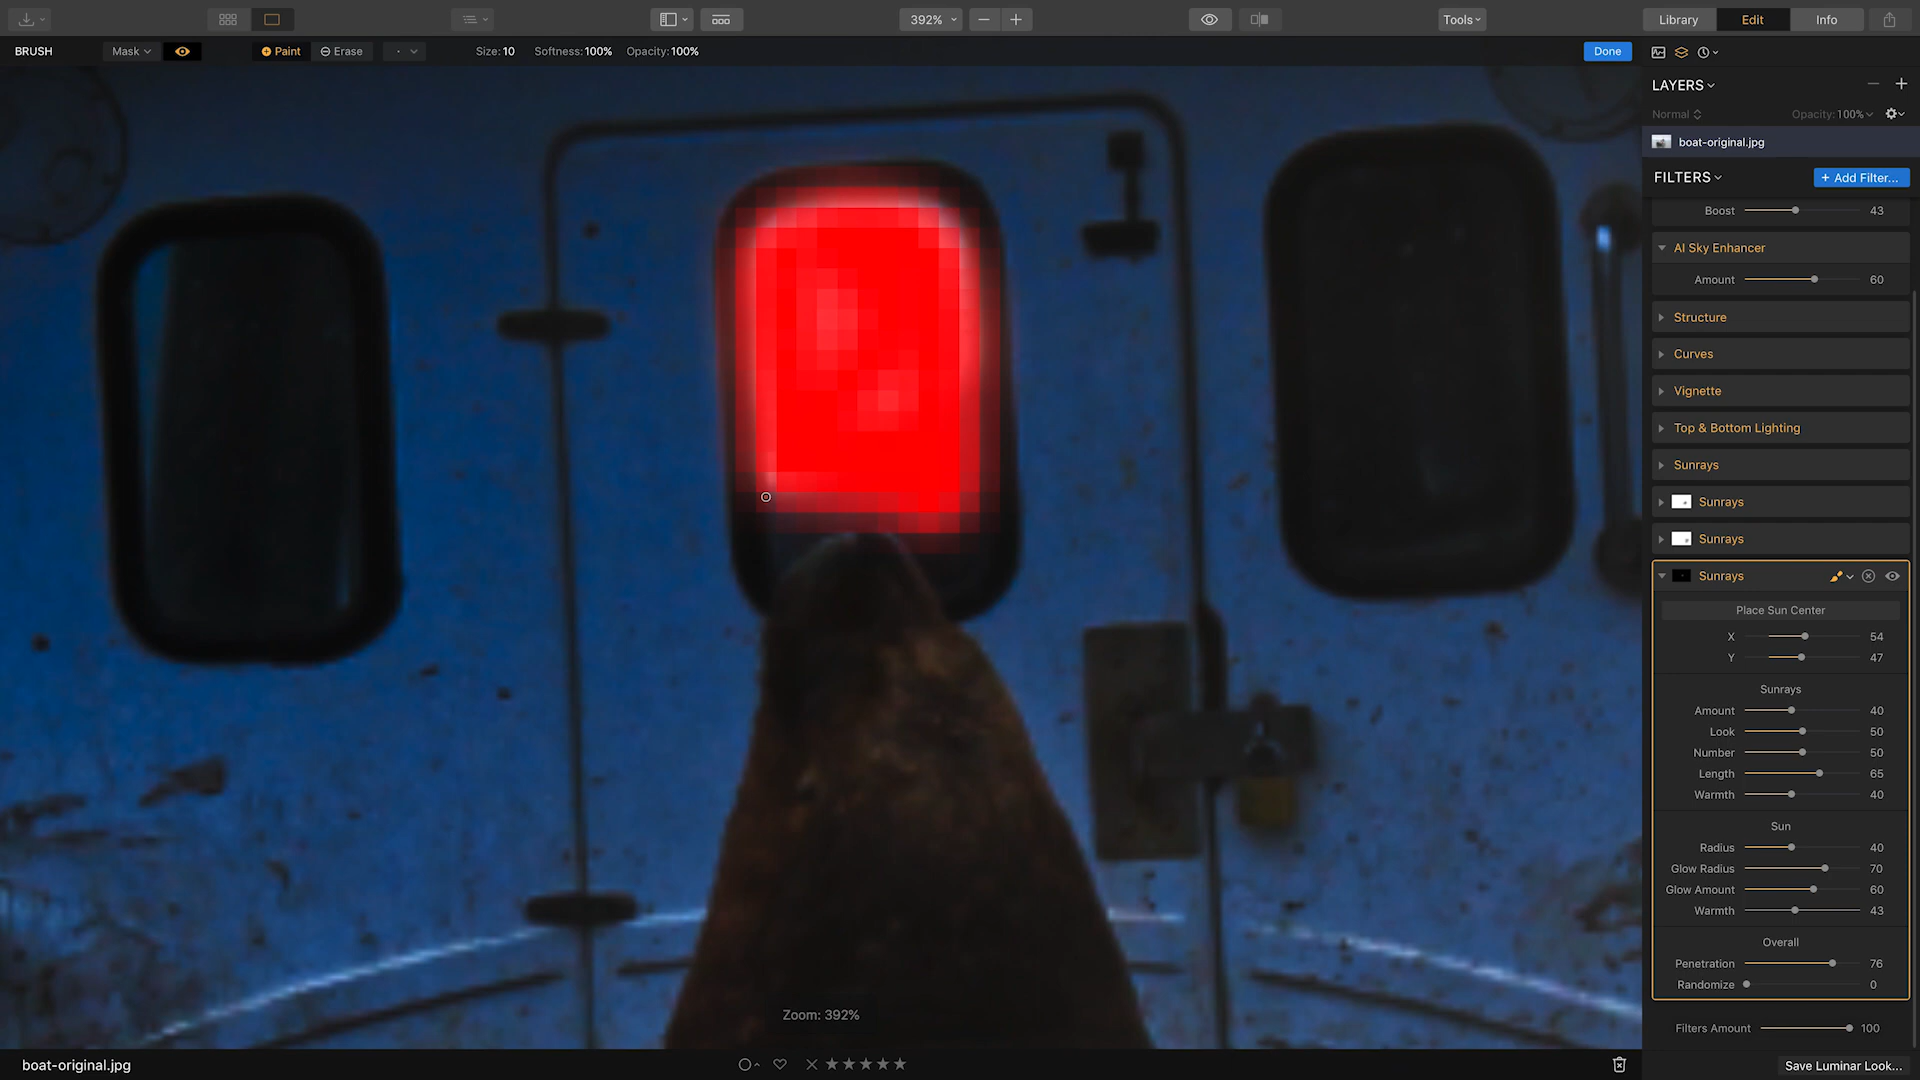 392%
Tools
Library
Edit
Info
BRUSH
Mask
Paint
Erase
Size: 10
Softness: 100%
Opacity: 100%
Done
LAYERS
Normal
Opacity: 100%
boat-original.jpg
FILTERS
+ Add Filter...
Boost 43
AI Sky Enhancer
Amount 60
Structure
Curves
Vignette
Top & Bottom Lighting
Sunrays
Sunrays
Sunrays
Sunrays
Place Sun Center
X 54
Y 47
Sunrays
Amount 40
Look 50
Number 50
Length 65
Warmth 40
Sun
Radius 40
Glow Radius 70
Glow Amount 60
Warmth 43
Overall
Penetration 76
Randomize 0
Filters Amount 100
Zoom: 392%
boat-original.jpg
Save Luminar Look...